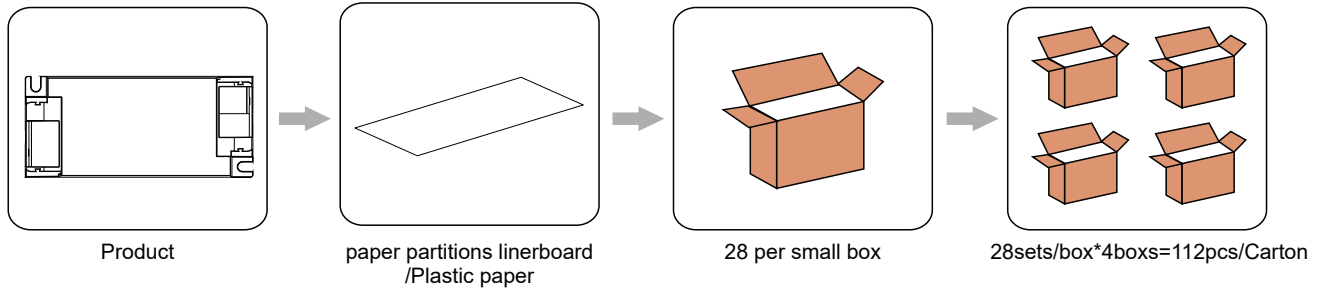 Product
paper partitions linerboard
/Plastic paper
28 per small box
28sets/box*4boxs=112pcs/Carton